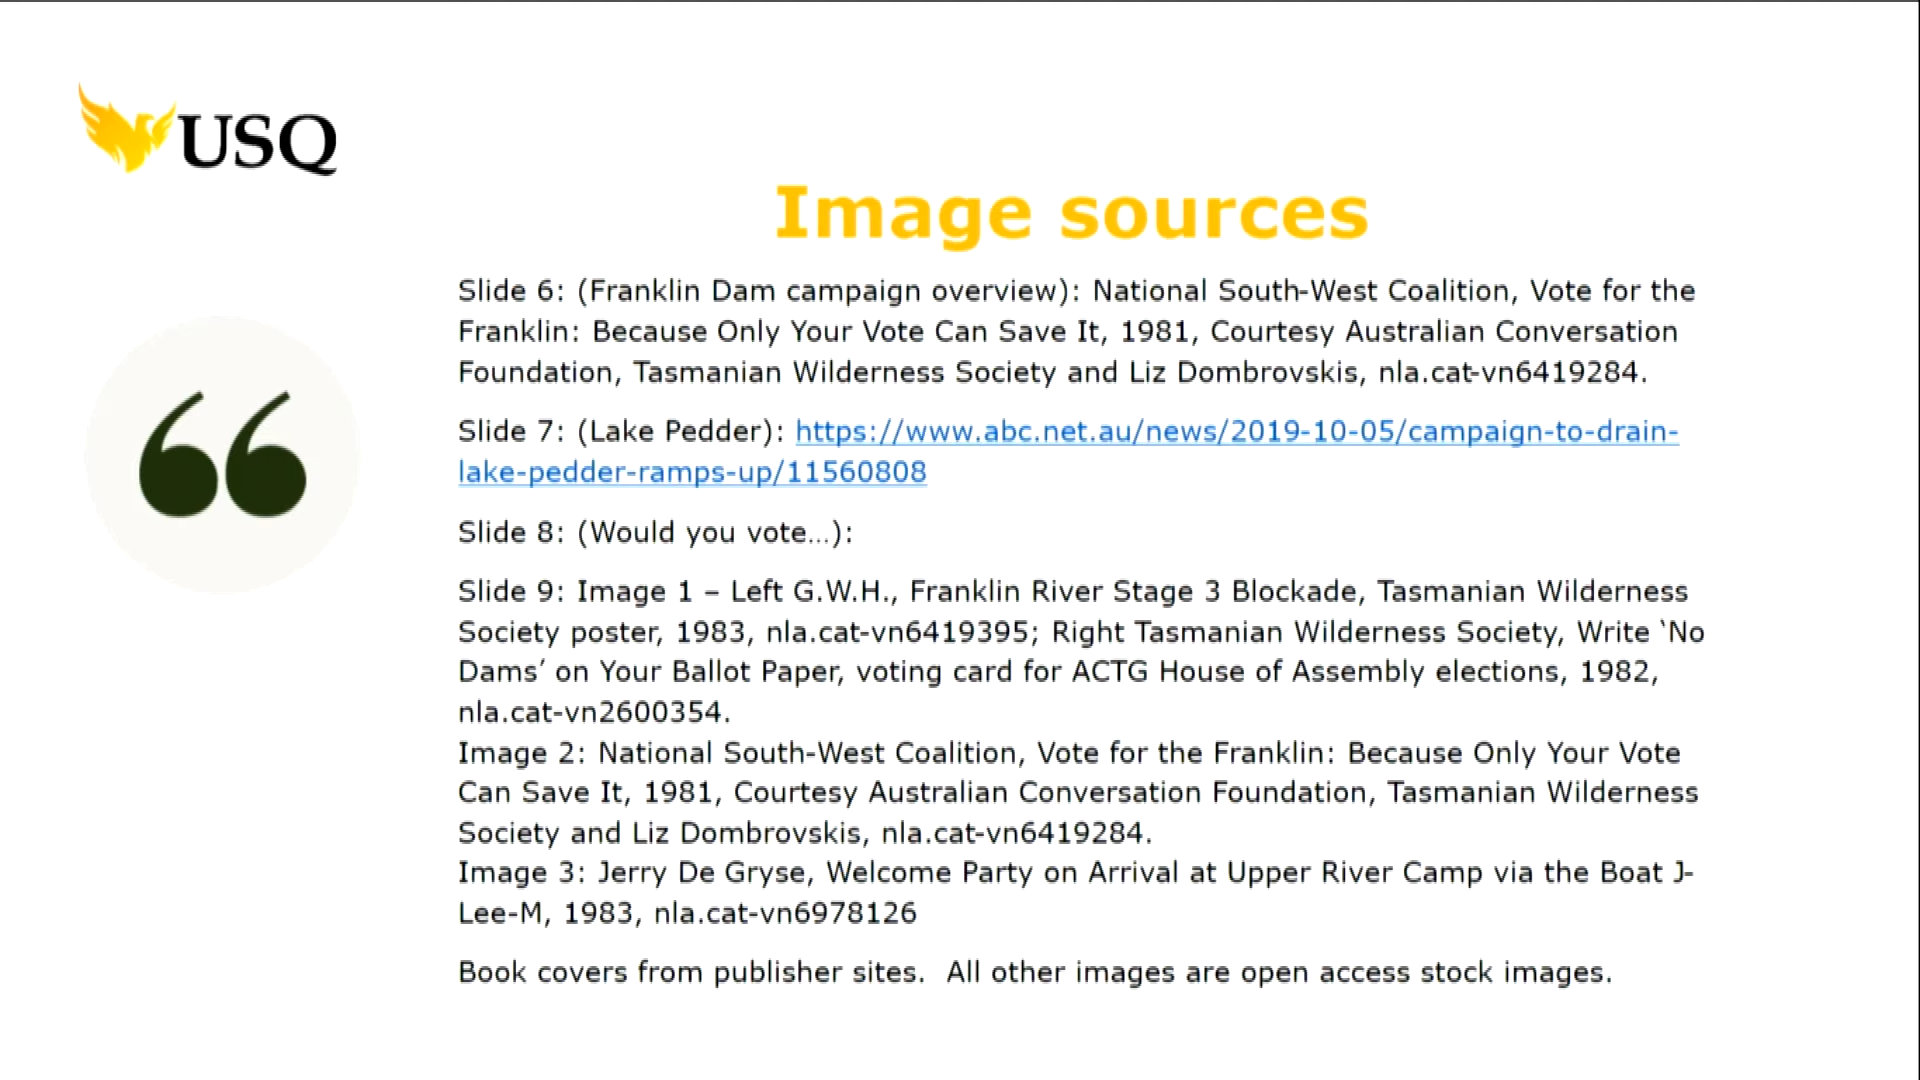 USQ
Image sources
Slide 6: (Franklin Dam campaign overview): National South-West Coalition, Vote for the
Franklin: Because Only Your Vote Can Save It, 1981, Courtesy Australian Conversation
Foundation, Tasmanian Wilderness Society and Liz Dombrovskis, nla.cat-vn6419284.
Slide 7: (Lake Pedder): https://www.abc.net.au/news/2019-10-05/campaign-to-drain-
lake-pedder-ramps-up/11560808
Slide 8: (Would you vote…):
Slide 9: Image 1 – Left G.W.H., Franklin River Stage 3 Blockade, Tasmanian Wilderness
Society poster, 1983, nla.cat-vn6419395; Right Tasmanian Wilderness Society, Write ‘No
Dams’ on Your Ballot Paper, voting card for ACTG House of Assembly elections, 1982,
nla.cat-vn2600354.
Image 2: National South-West Coalition, Vote for the Franklin: Because Only Your Vote
Can Save It, 1981, Courtesy Australian Conversation Foundation, Tasmanian Wilderness
Society and Liz Dombrovskis, nla.cat-vn6419284.
Image 3: Jerry De Gryse, Welcome Party on Arrival at Upper River Camp via the Boat J-
Lee-M, 1983, nla.cat-vn6978126
Book covers from publisher sites.  All other images are open access stock images.